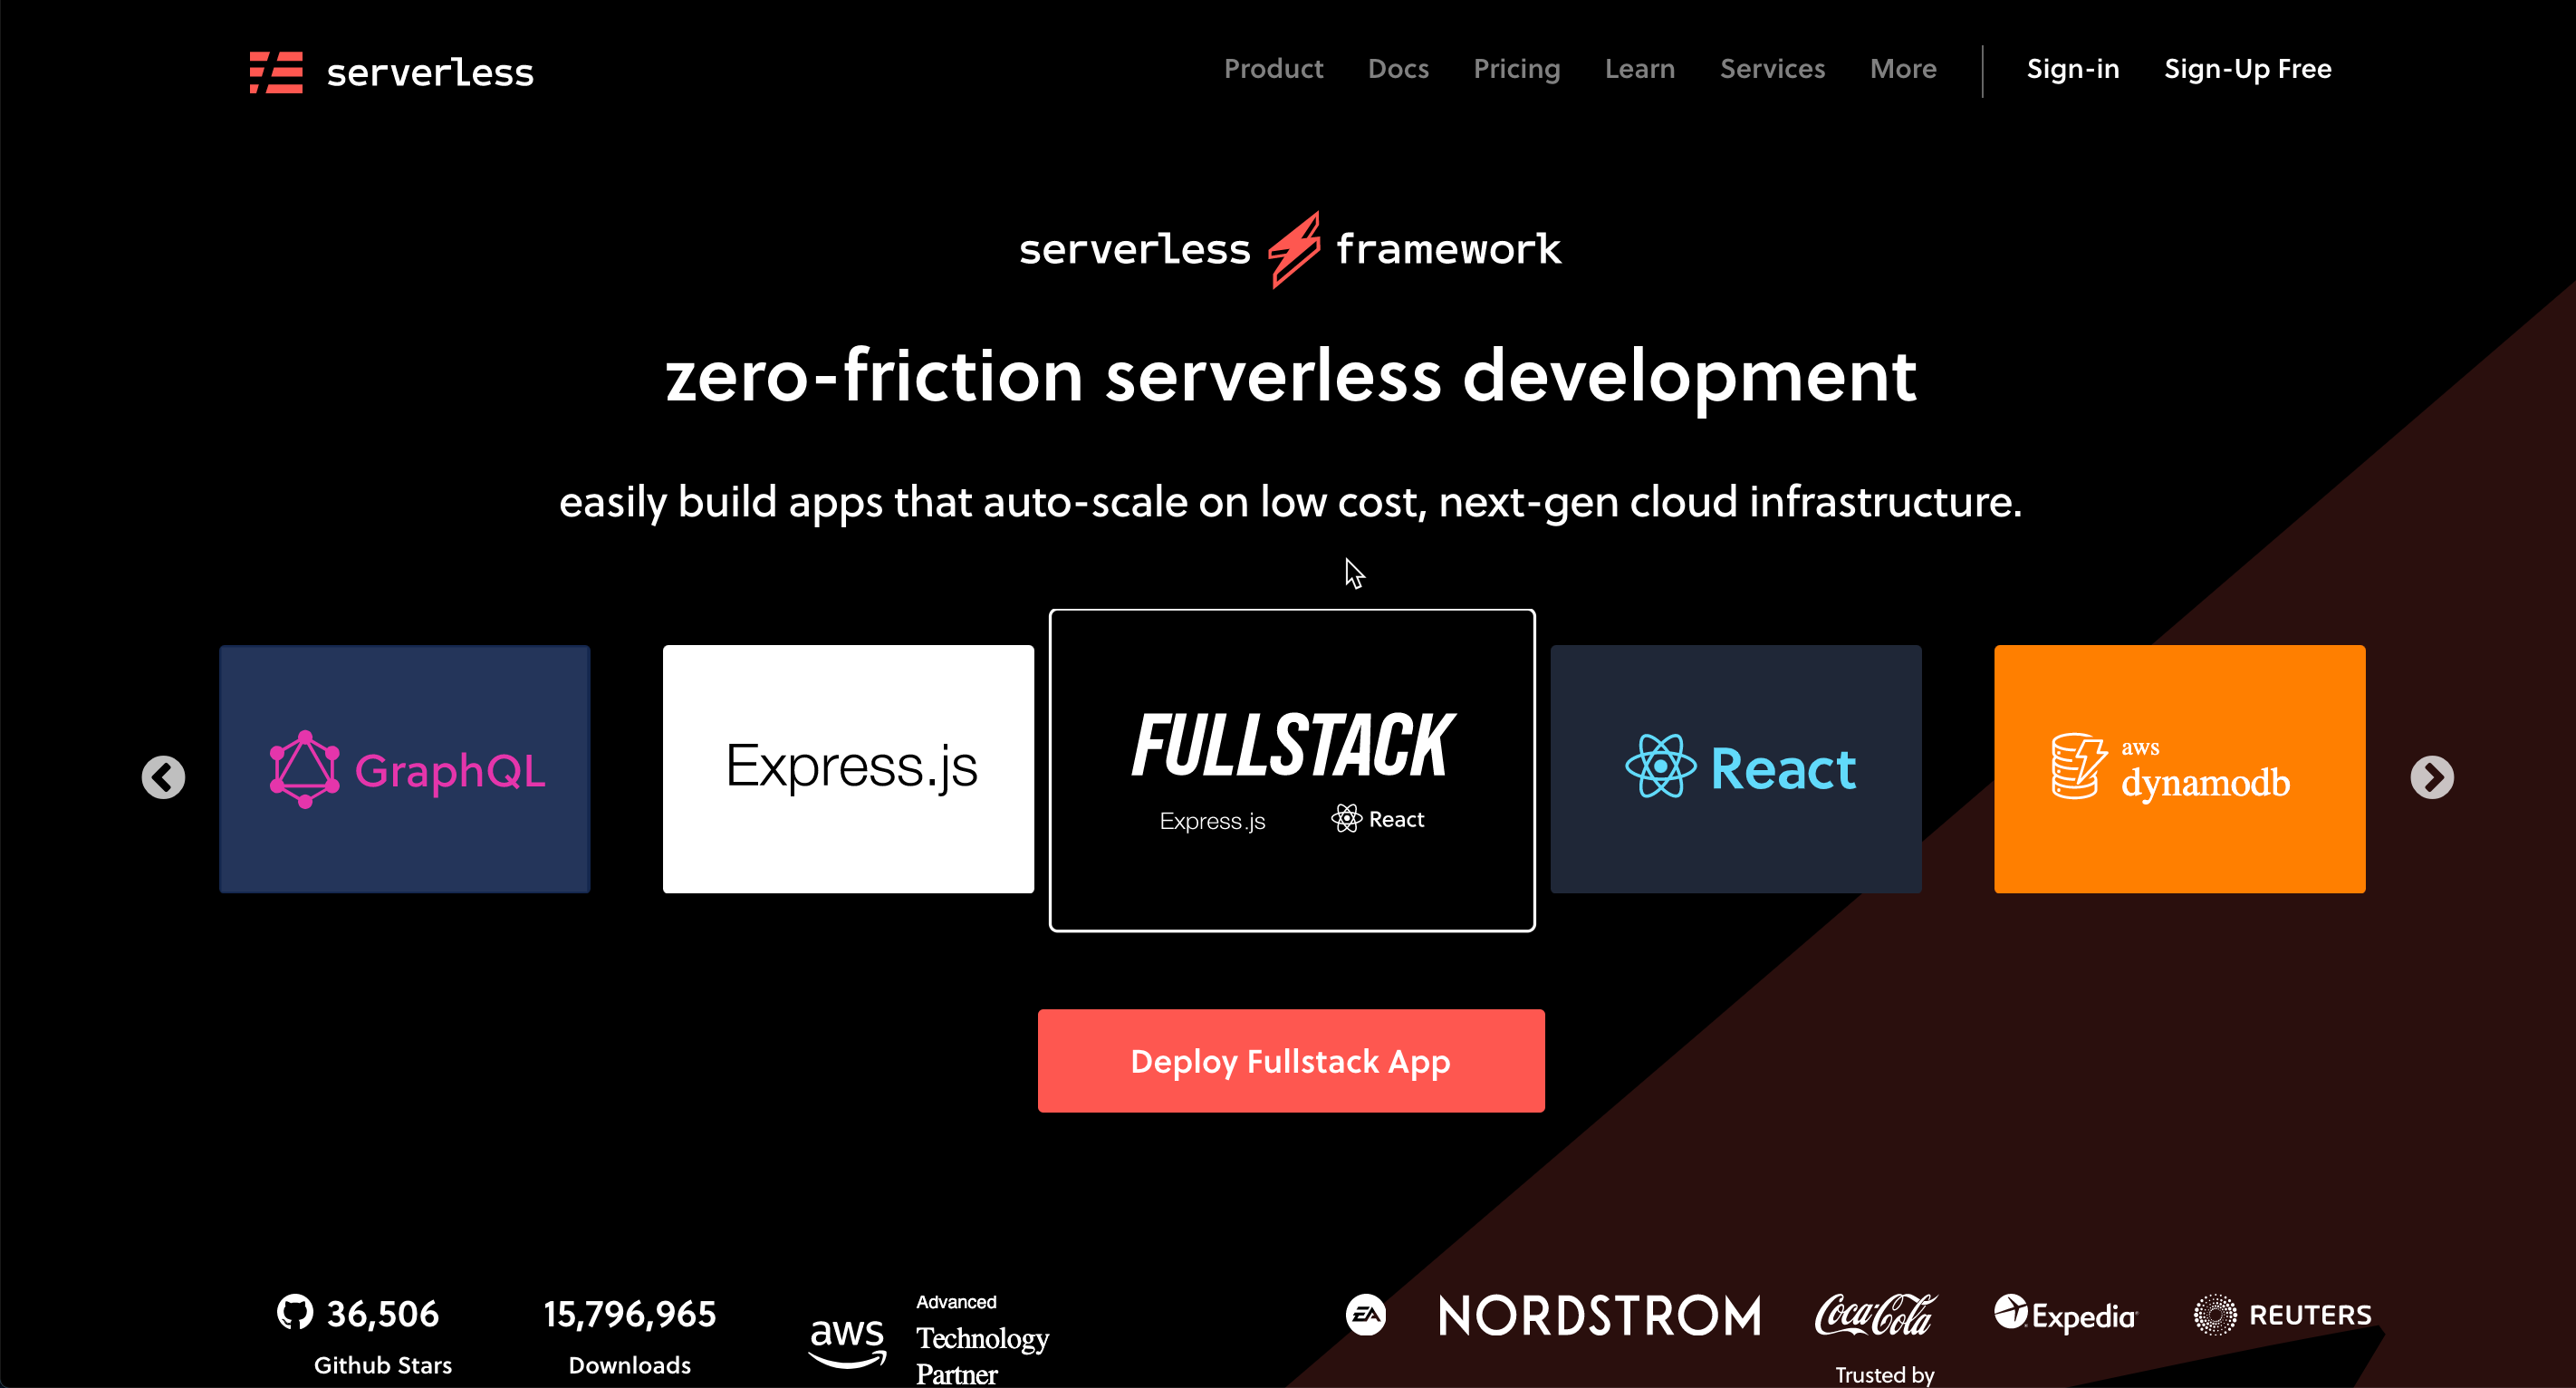 serverless
Product Docs Pricing Learn Services More Sign-in Sign-Up Free
serverless framework
zero-friction serverless development
easily build apps that auto-scale on low cost, next-gen cloud infrastructure.
GraphQL
Express.js
FULLSTACK
Express.js React
React
aws
dynamodb
Deploy Fullstack App
36,506
Github Stars
15,796,965
Downloads
aws
Advanced
Technology
Partner
EA
NORDSTROM
Coca-Cola
Expedia
REUTERS
Trusted by